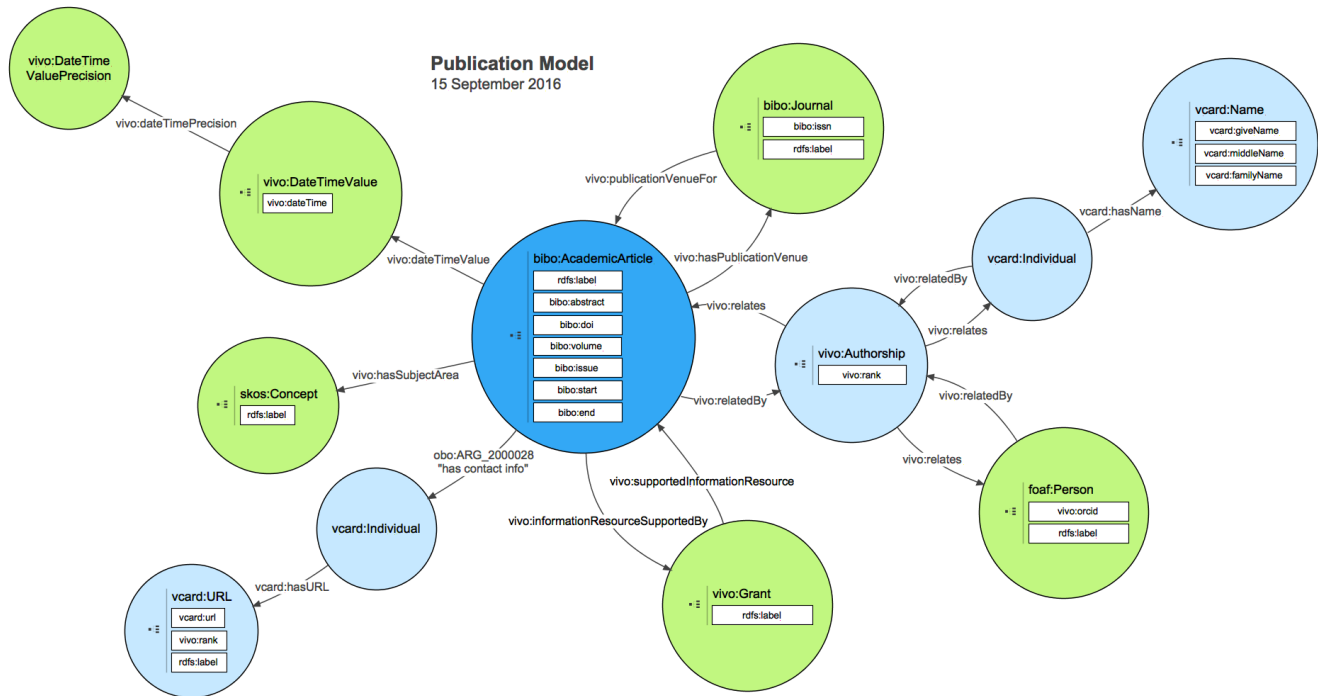 Publication Model
15 September 2016
vivo:DateTime
ValuePrecision
vivo:dateTimePrecision
vivo:DateTimeValue
vivo:dateTime
vivo:dateTimeValue
bibo:Journal
bibo:issn
rdfs:label
vivo:publicationVenueFor
vivo:hasPublicationVenue
vcard:Name
vcard:giveName
vcard:middleName
vcard:familyName
vcard:hasName
vcard:Individual
vivo:relatedBy
vivo:relates
bibo:AcademicArticle
rdfs:label
bibo:abstract
bibo:doi
bibo:volume
bibo:issue
bibo:start
bibo:end
vivo:relates
vivo:relatedBy
vivo:Authorship
vivo:rank
vivo:relatedBy
vivo:relates
foaf:Person
vivo:orcid
rdfs:label
vivo:hasSubjectArea
skos:Concept
rdfs:label
obo:ARG_2000028
"has contact info"
vcard:Individual
vcard:hasURL
vcard:URL
vcard:url
vivo:rank
rdfs:label
vivo:supportedInformationResource
vivo:informationResourceSupportedBy
vivo:Grant
rdfs:label